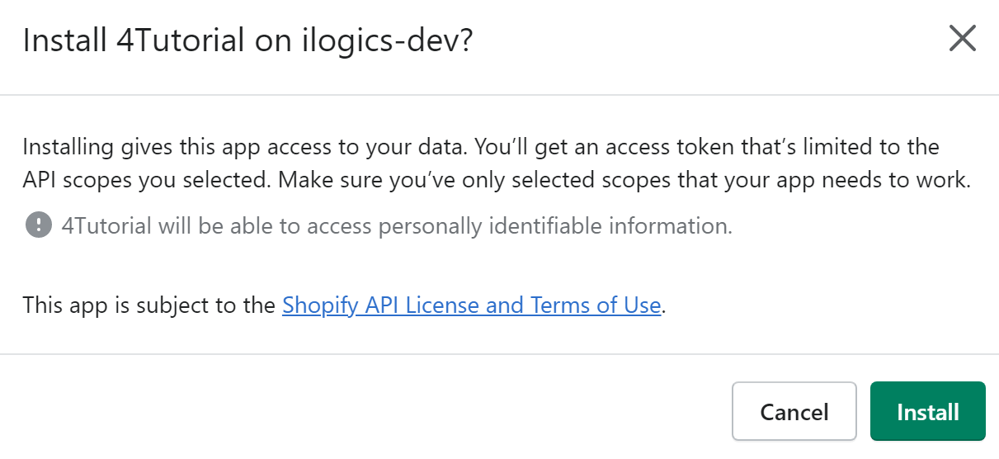 Install 4Tutorial on ilogics-dev?
Installing gives this app access to your data. You’ll get an access token that’s limited to the
API scopes you selected. Make sure you’ve only selected scopes that your app needs to work.
4Tutorial will be able to access personally identifiable information.
This app is subject to the Shopify API License and Terms of Use.
Cancel
Install